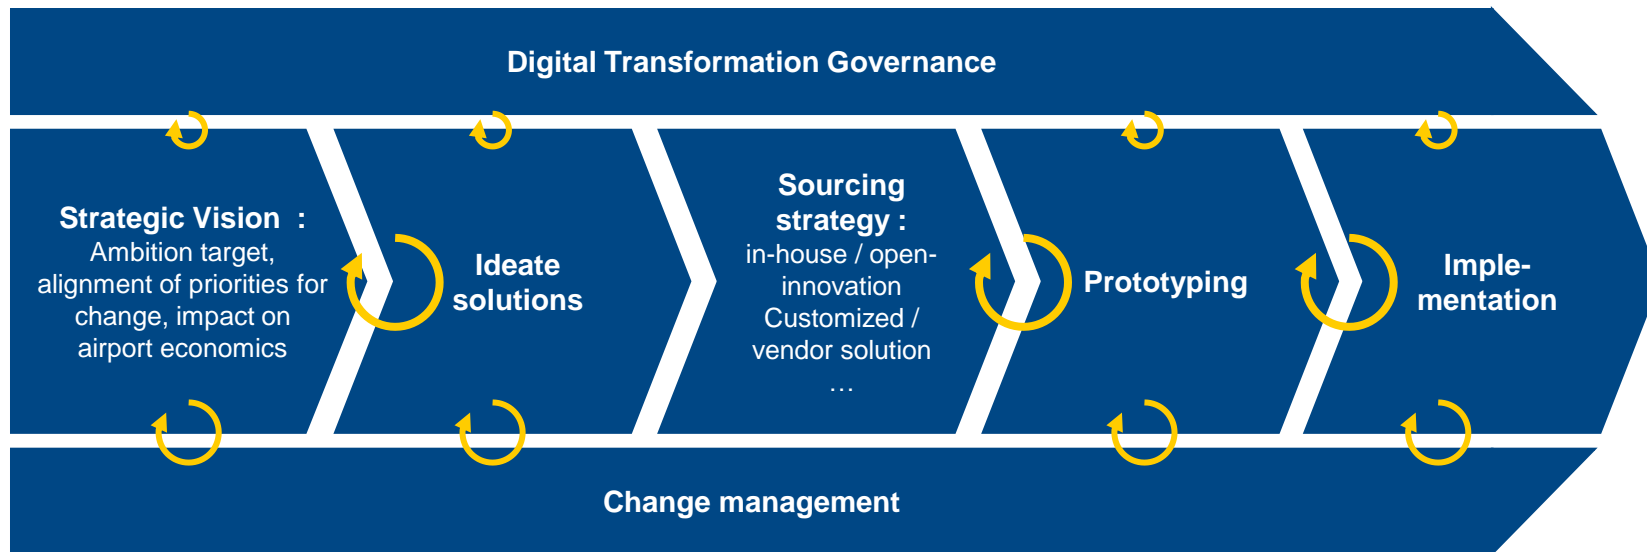 Digital Transformation Governance
Strategic Vision  :
Ambition target,
alignment of priorities for
change, impact on
airport economics
Ideate
solutions
Sourcing
strategy :
in-house / open-
innovation
Customized /
vendor solution
…
Prototyping
Imple-
mentation
Change management